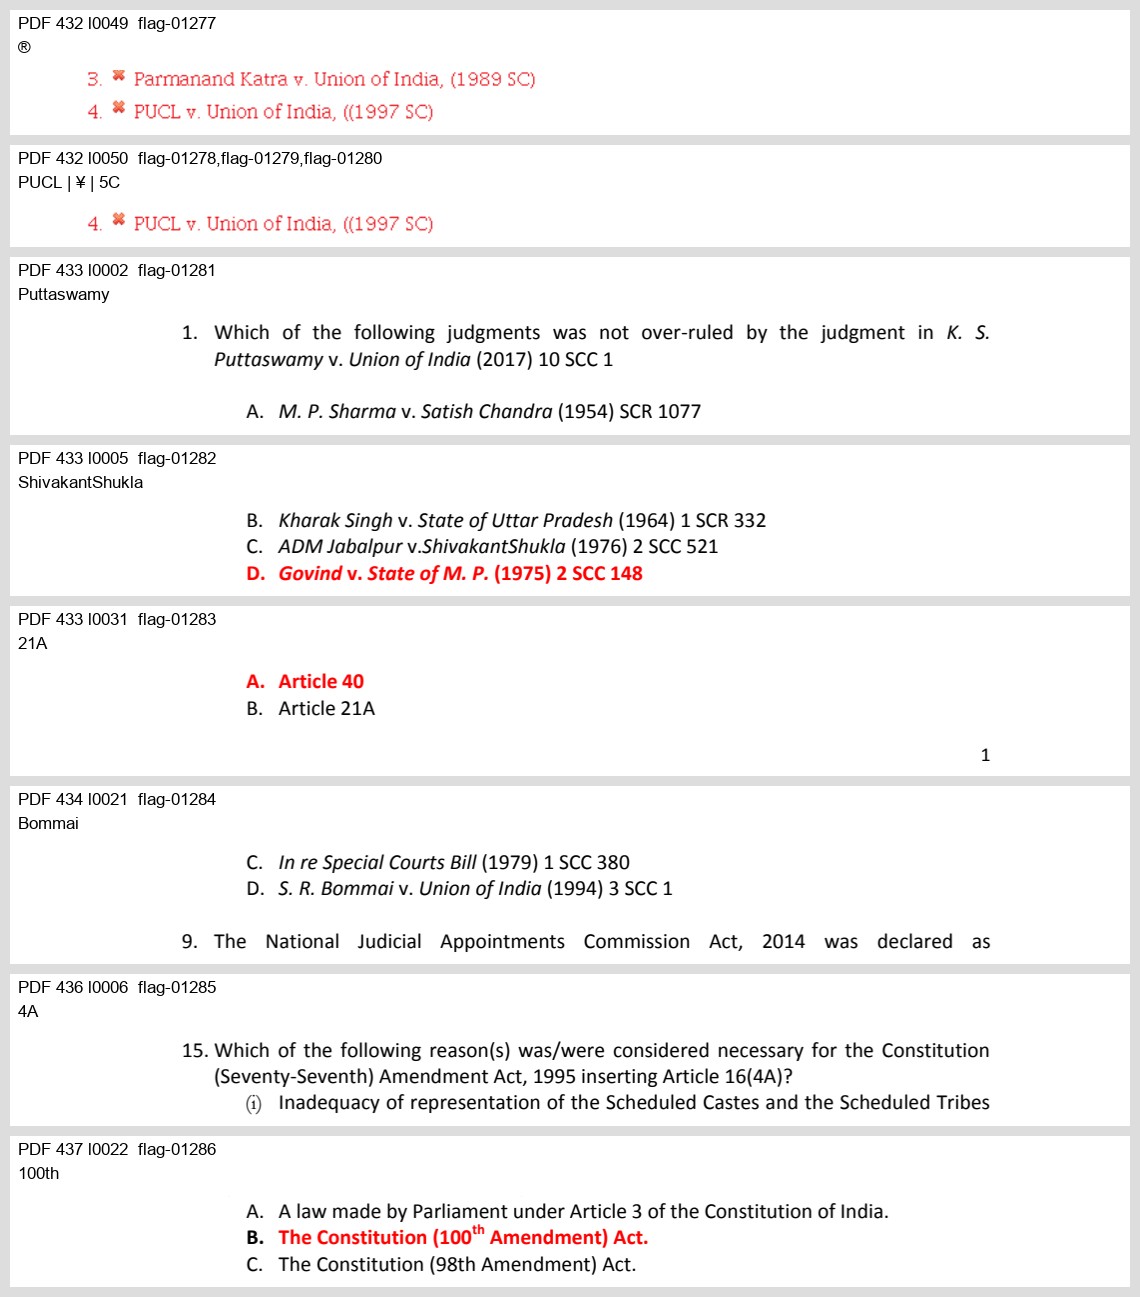 PDF 432 l0049 flag-01277
®
3. Parmanand Katra v. Union of India, (1989 SC)
4. PUCL v. Union of India, ((1997 SC)
PDF 432 l0050 flag-01278,flag-01279,flag-01280
PUCL | ¥ | 5C
4. PUCL v. Union of India, ((1997 SC)
PDF 433 l0002 flag-01281
Puttaswamy
1. Which of the following judgments was not over-ruled by the judgment in K. S.
Puttaswamy v. Union of India (2017) 10 SCC 1
A. M. P. Sharma v. Satish Chandra (1954) SCR 1077
PDF 433 l0005 flag-01282
ShivakantShukla
B. Kharak Singh v. State of Uttar Pradesh (1964) 1 SCR 332
C. ADM Jabalpur v.ShivakantShukla (1976) 2 SCC 521
D. Govind v. State of M. P. (1975) 2 SCC 148
PDF 433 l0031 flag-01283
21A
A. Article 40
B. Article 21A
1
PDF 434 l0021 flag-01284
Bommai
C. In re Special Courts Bill (1979) 1 SCC 380
D. S. R. Bommai v. Union of India (1994) 3 SCC 1
9. The National Judicial Appointments Commission Act, 2014 was declared as
PDF 436 l0006 flag-01285
4A
15. Which of the following reason(s) was/were considered necessary for the Constitution
(Seventy-Seventh) Amendment Act, 1995 inserting Article 16(4A)?
(i) Inadequacy of representation of the Scheduled Castes and the Scheduled Tribes
PDF 437 l0022 flag-01286
100th
A. A law made by Parliament under Article 3 of the Constitution of India.
B. The Constitution (100th Amendment) Act.
C. The Constitution (98th Amendment) Act.